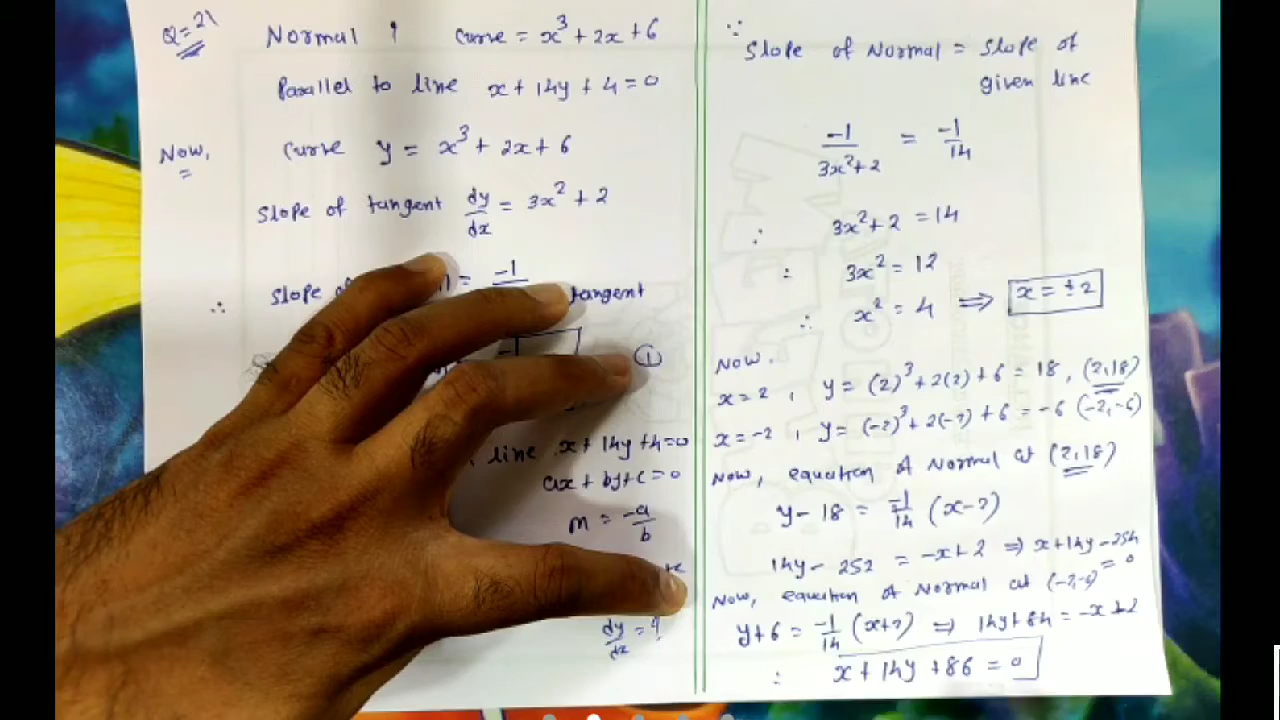 Q=21 Normal ? Curve = x³ + 2x + 6
Parallel to line x + 14y + 4 = 0
Now, Curve y = x³ + 2x + 6
Slope of tangent dy/dx = 3x² + 2
∴ Slope of = -1/ tangent
-1 ①
line x + 14y + 4 = 0
ax + by + c = 0
m = -a/b
dy/dx = ?
∵ Slope of Normal = Slope of
given line
-1/(3x²+2) = -1/14
∴ 3x² + 2 = 14
: 3x² = 12
∴ x² = 4 ⇒ x = ±2
Now.
x = 2 , y = (2)³ + 2(2) + 6 = 18 , (2,18)
x = -2 , y = (-2)³ + 2(-2) + 6 = -6 (-2,-6)
Now, equation of Normal at (2,18)
y - 18 = -1/14 (x-2)
14y - 252 = -x + 2 ⇒ x + 14y - 254 = 0
Now, equation of Normal at (-2,-6)
y + 6 = -1/14 (x+2) ⇒ 14y + 84 = -x - 2
∴ x + 14y + 86 = 0